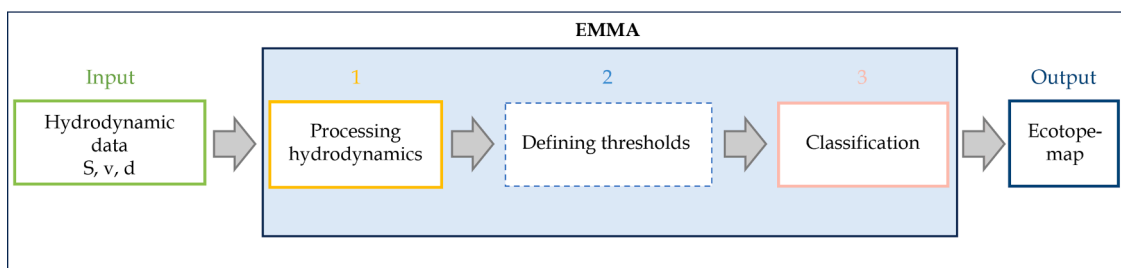 EMMA
Input
1
2
3
Output
Hydrodynamic
data
S, v, d
Processing
hydrodynamics
Defining thresholds
Classification
Ecotope-
map